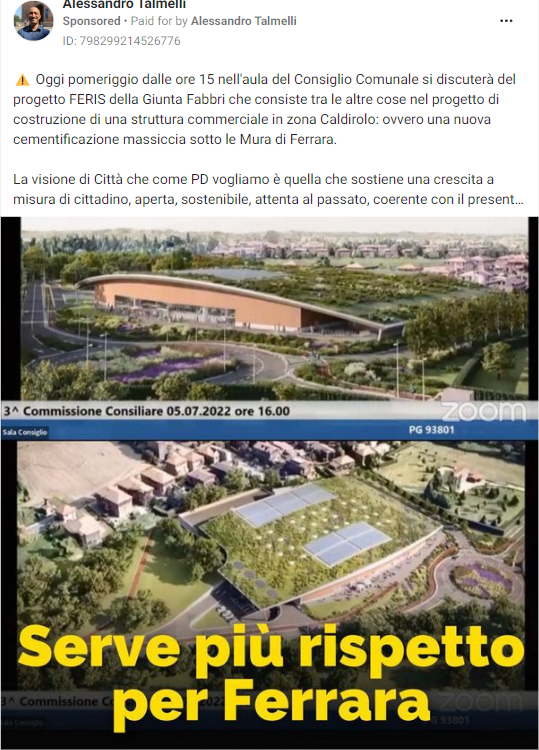 Alessandro Talmelli
Sponsored • Paid for by Alessandro Talmelli
ID: 798299214526776
⚠️ Oggi pomeriggio dalle ore 15 nell'aula del Consiglio Comunale si discuterà del
progetto FERIS della Giunta Fabbri che consiste tra le altre cose nel progetto di
costruzione di una struttura commerciale in zona Caldirolo: ovvero una nuova
cementificazione massiccia sotto le Mura di Ferrara.
La visione di Città che come PD vogliamo è quella che sostiene una crescita a
misura di cittadino, aperta, sostenibile, attenta al passato, coerente con il present...
3^ Commissione Consiliare 05.07.2022 ore 16.00
zoom
Sala Consiglio
PG 93801
Serve più rispetto
per Ferrara
3^ Commissione Co 2022
zoom
Sala Consiglio
93801